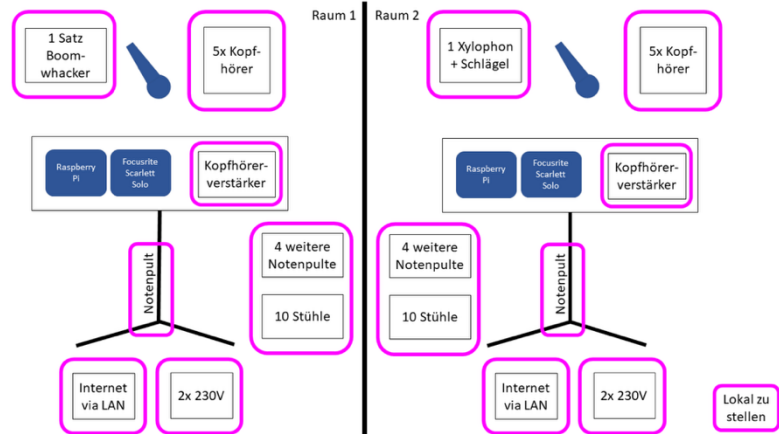 Raum 1
1 Satz
Boom-
whacker
5x Kopf-
hörer
Raspberry
Pi
Focusrite
Scarlett
Solo
Kopfhörer-
verstärker
Notenpult
4 weitere
Notenpulte
10 Stühle
Internet
via LAN
2x 230V
Raum 2
1 Xylophon
+ Schlägel
5x Kopf-
hörer
Raspberry
Pi
Focusrite
Scarlett
Solo
Kopfhörer-
verstärker
4 weitere
Notenpulte
10 Stühle
Notenpult
Internet
via LAN
2x 230V
Lokal zu
stellen